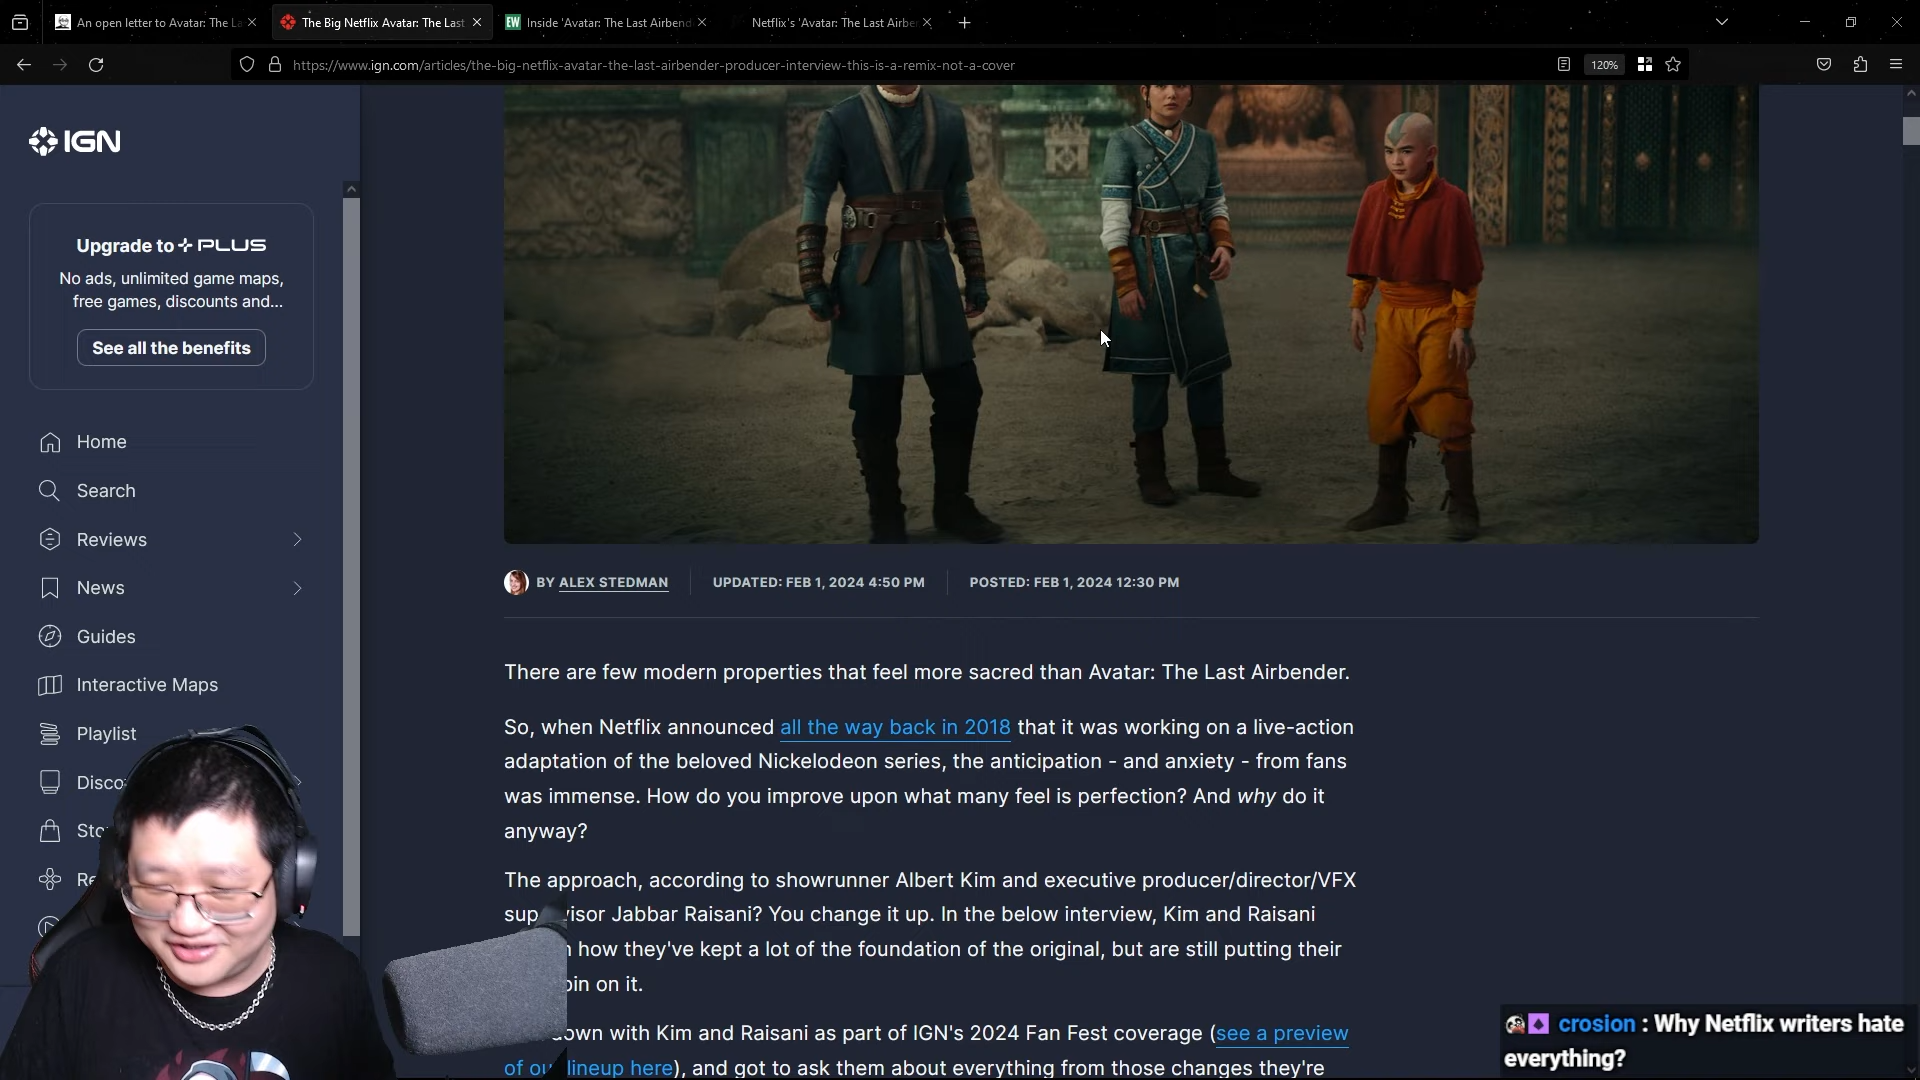 An open letter to Avatar: The La
The Big Netflix Avatar: The Last
EW
Inside 'Avatar: The Last Airbend
Netflix's 'Avatar: The Last Airbe
https://www.ign.com/articles/the-big-netflix-avatar-the-last-airbender-producer-interview-this-is-a-remix-not-a-cover
120%
IGN
Upgrade to PLUS
No ads, unlimited game maps,
free games, discounts and...
See all the benefits
Home
Search
Reviews
News
Guides
Interactive Maps
Playlist
Disco
Sto
Re
BY ALEX STEDMAN
UPDATED: FEB 1, 2024 4:50 PM
POSTED: FEB 1, 2024 12:30 PM
There are few modern properties that feel more sacred than Avatar: The Last Airbender.
So, when Netflix announced all the way back in 2018 that it was working on a live-action
adaptation of the beloved Nickelodeon series, the anticipation - and anxiety - from fans
was immense. How do you improve upon what many feel is perfection? And why do it
anyway?
The approach, according to showrunner Albert Kim and executive producer/director/VFX
sup visor Jabbar Raisani? You change it up. In the below interview, Kim and Raisani
how they've kept a lot of the foundation of the original, but are still putting their
pin on it.
down with Kim and Raisani as part of IGN's 2024 Fan Fest coverage (see a preview
of ou lineup here), and got to ask them about everything from those changes they're
crosion : Why Netflix writers hate
everything?